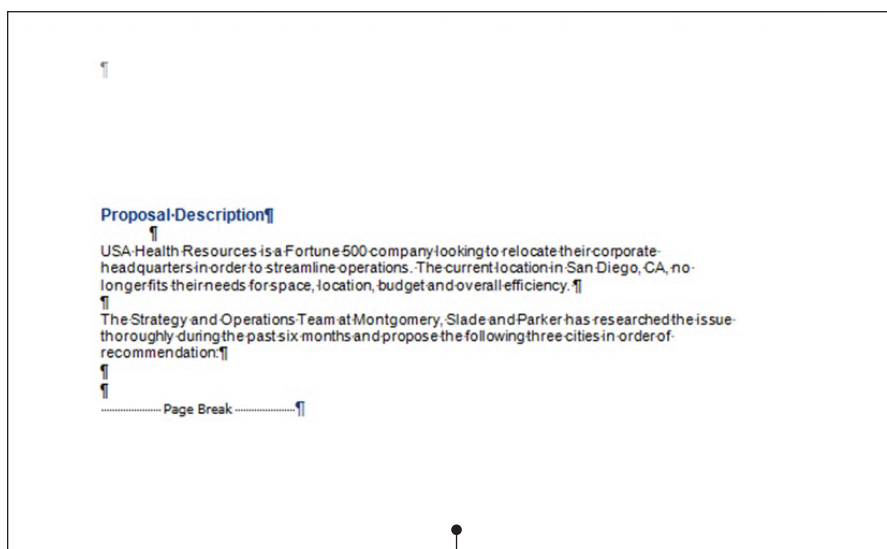 ¶
Proposal·Description¶
¶
USA·Health·Resources·is·a·Fortune·500·company·looking·to·relocate·their·corporate·
headquarters·in·order·to·streamline·operations.·The·current·location·in·San·Diego,·CA,·no·
longer·fits·their·needs·for·space,·location,·budget·and·overall·efficiency.·¶
¶
The·Strategy·and·Operations·Team·at·Montgomery,·Slade·and·Parker·has·researched·the·issue·
thoroughly·during·the·past·six·months·and·propose·the·following·three·cities·in·order·of·
recommendation:¶
¶
¶
Page Break ¶